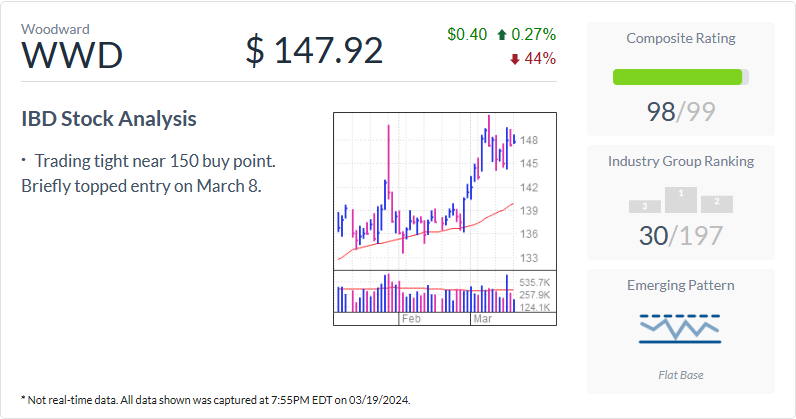 Woodward
WWD
$ 147.92
$0.40 0.27%
44%
IBD Stock Analysis
· Trading tight near 150 buy point.
Briefly topped entry on March 8.
148
145
142
139
136
133
535.7K
257.9K
124.1K
Feb Mar
Composite Rating
98/99
Industry Group Ranking
3 1 2
30/197
Emerging Pattern
Flat Base
* Not real-time data. All data shown was captured at 7:55PM EDT on 03/19/2024.